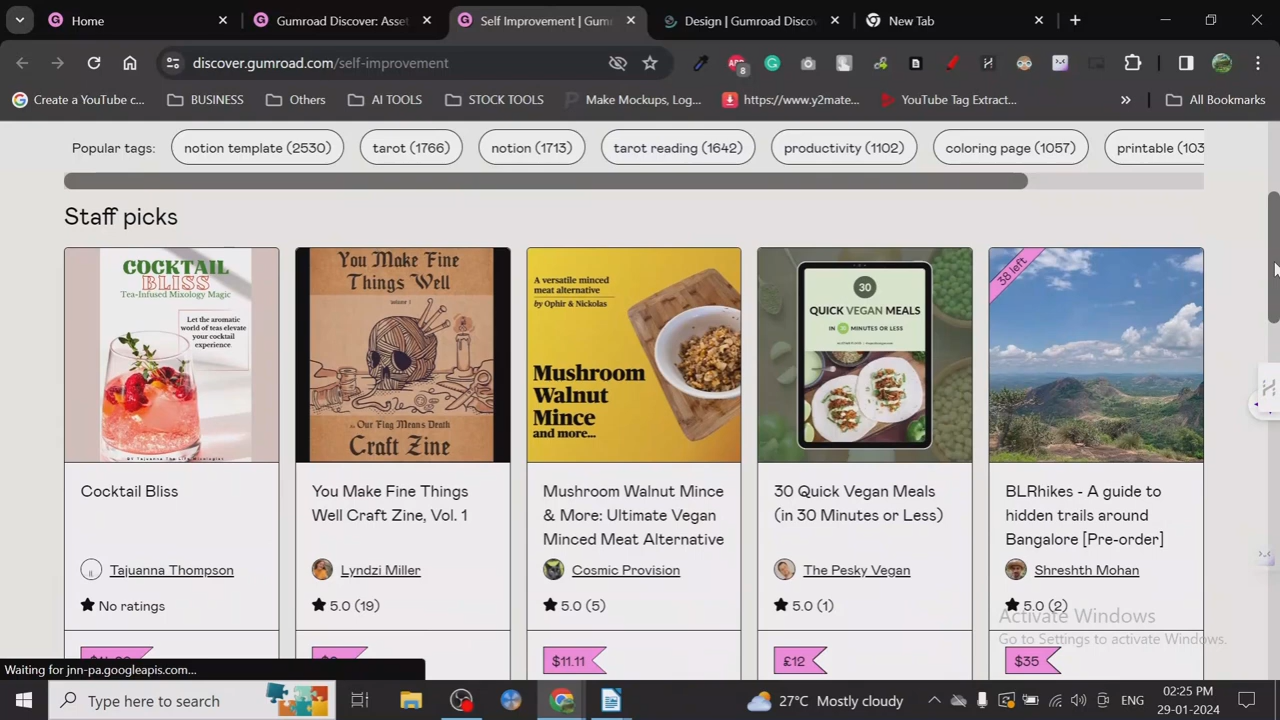 Home
Gumroad Discover: Asset
Self Improvement | Gum
Design | Gumroad Disco
New Tab
discover.gumroad.com/self-improvement
8
Create a YouTube c...
BUSINESS
Others
AI TOOLS
STOCK TOOLS
Make Mockups, Log...
https://www.y2mate...
YouTube Tag Extract...
All Bookmarks
Popular tags:
notion template (2530)
tarot (1766)
notion (1713)
tarot reading (1642)
productivity (1102)
coloring page (1057)
printable (103
Staff picks
COCKTAIL
BLISS
Tea-Infused Mixology Magic
Let the aromatic
world of teas elevate
your cocktail
experience
You Make Fine
Things Well
Our Flag Means Death
Craft Zine
A versatile minced
meat alternative
by Ophir & Nickolas
Mushroom
Walnut
Mince
and more...
30
QUICK VEGAN MEALS
IN 30 MINUTES OR LESS
38 left
Cocktail Bliss
You Make Fine Things
Well Craft Zine, Vol. 1
Mushroom Walnut Mince
& More: Ultimate Vegan
Minced Meat Alternative
30 Quick Vegan Meals
(in 30 Minutes or Less)
BLRhikes - A guide to
hidden trails around
Bangalore [Pre-order]
Tajuanna Thompson
Lyndzi Miller
Cosmic Provision
The Pesky Vegan
Shreshth Mohan
No ratings
5.0 (19)
5.0 (5)
5.0 (1)
5.0 (2)
Activate Windows
Go to Settings to activate Windows.
$11.11
£12
$35
Waiting for jnn-pa.googleapis.com...
Type here to search
27°C Mostly cloudy
ENG
02:25 PM
29-01-2024